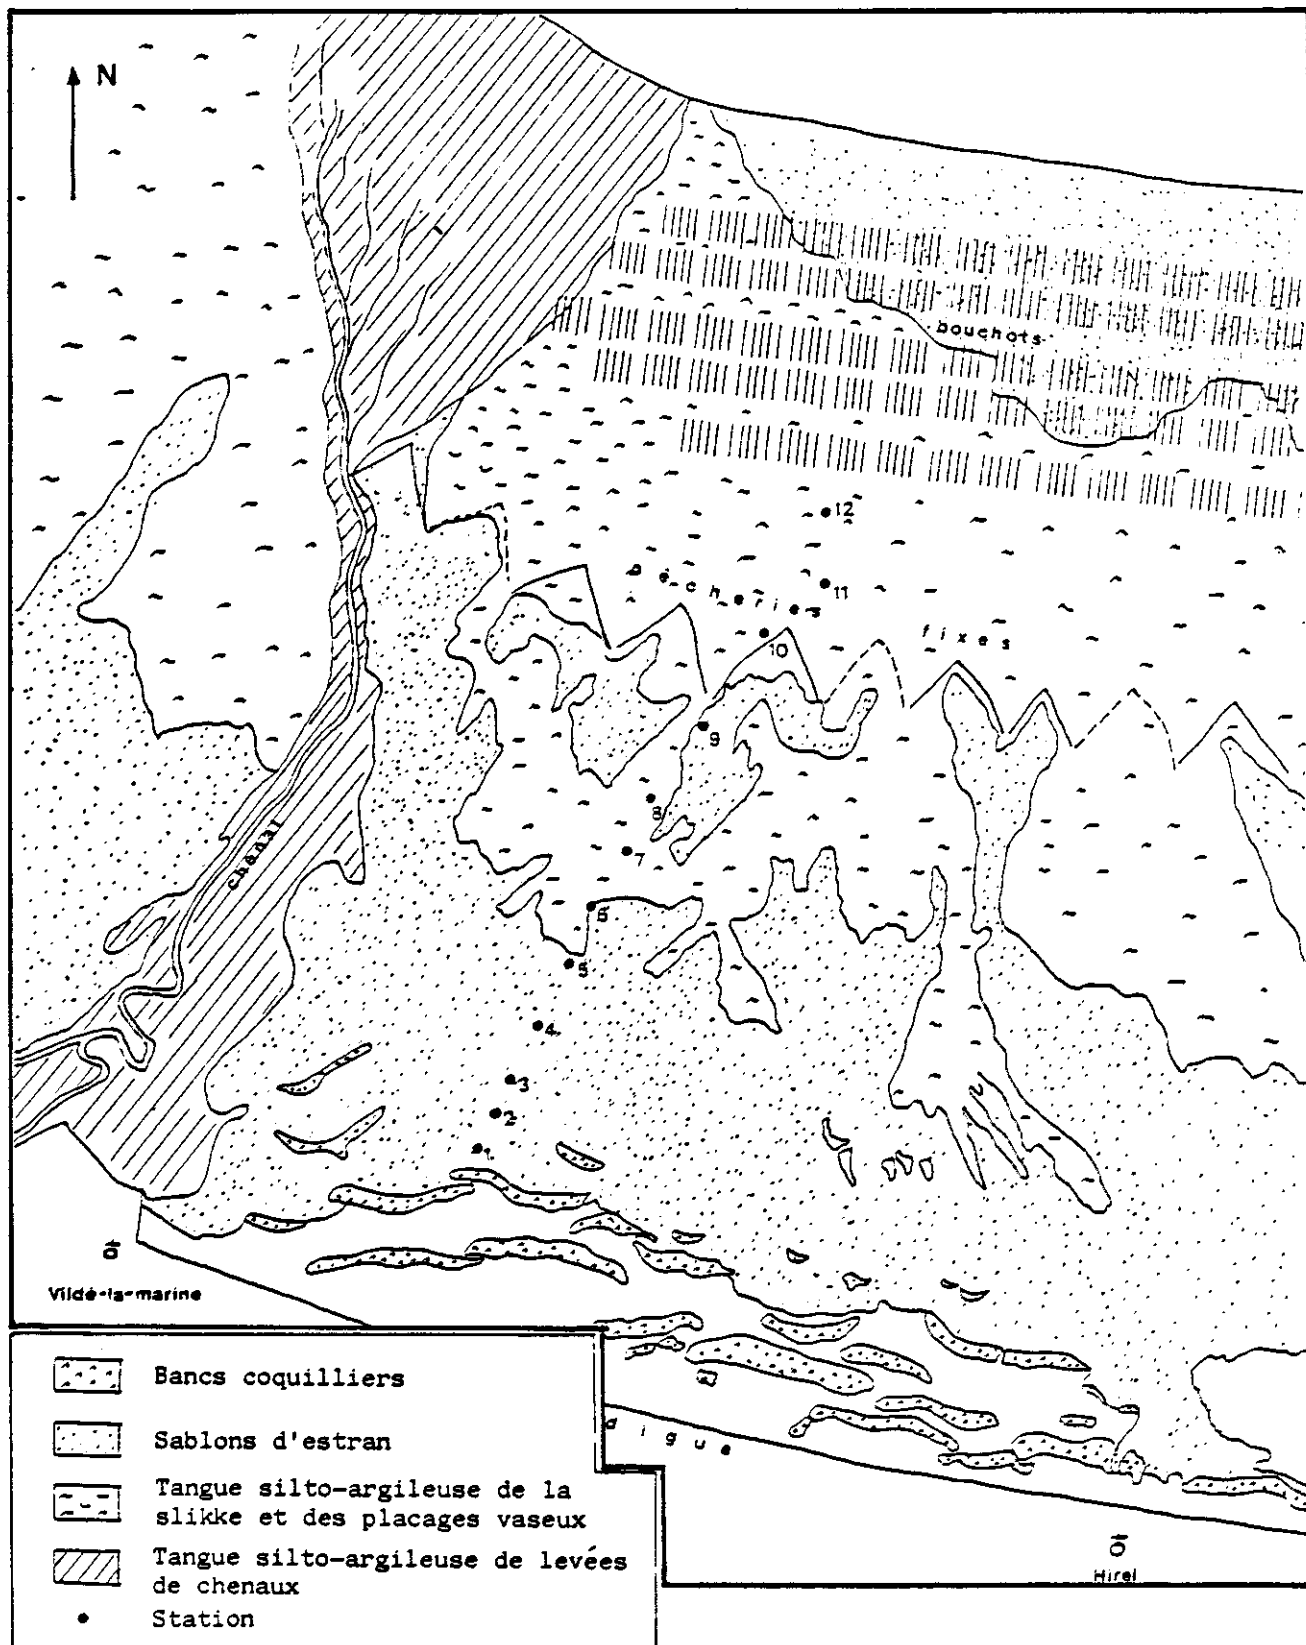 N
bouchots
12
11
pêcheries
fixes
10
9
8
7
6
5
4
3
2
1
chenal
Vildé-la-marine
Bancs coquilliers
Sablons d'estran
Tangue silto-argileuse de la
slikke et des placages vaseux
Tangue silto-argileuse de levées
de chenaux
Station
digue
Hirel